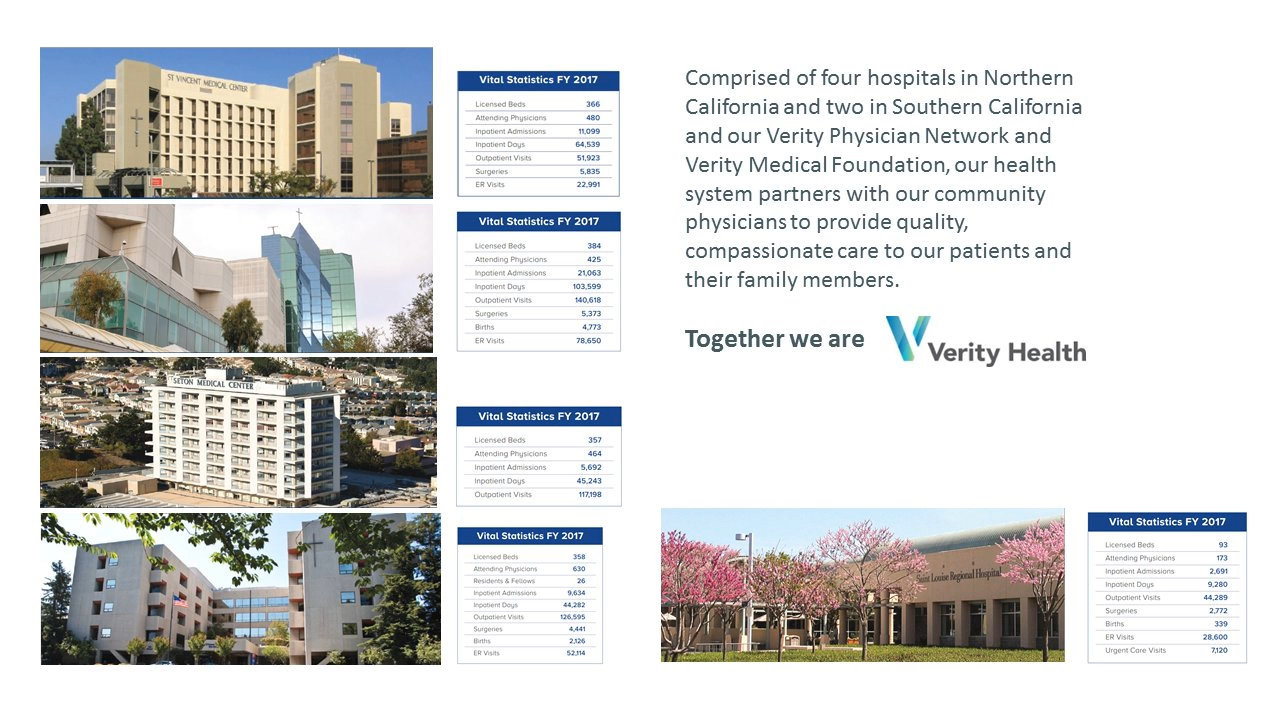 ST VINCENT MEDICAL CENTER
Vital Statistics FY 2017
Licensed Beds 366
Attending Physicians 480
Inpatient Admissions 11,099
Inpatient Days 64,539
Outpatient Visits 51,923
Surgeries 5,835
ER Visits 22,991
Vital Statistics FY 2017
Licensed Beds 384
Attending Physicians 425
Inpatient Admissions 21,063
Inpatient Days 103,599
Outpatient Visits 140,618
Surgeries 5,373
Births 4,773
ER Visits 78,650
SETON MEDICAL CENTER
Vital Statistics FY 2017
Licensed Beds 357
Attending Physicians 464
Inpatient Admissions 5,692
Inpatient Days 45,243
Outpatient Visits 117,198
Vital Statistics FY 2017
Licensed Beds 358
Attending Physicians 630
Residents & Fellows 26
Inpatient Admissions 9,634
Inpatient Days 44,282
Outpatient Visits 126,595
Surgeries 4,441
Births 2,126
ER Visits 52,114
Comprised of four hospitals in Northern
California and two in Southern California
and our Verity Physician Network and
Verity Medical Foundation, our health
system partners with our community
physicians to provide quality,
compassionate care to our patients and
their family members.
Together we are Verity Health
Saint Louise Regional Hospital
Vital Statistics FY 2017
Licensed Beds 93
Attending Physicians 173
Inpatient Admissions 2,691
Inpatient Days 9,280
Outpatient Visits 44,289
Surgeries 2,772
Births 339
ER Visits 28,600
Urgent Care Visits 7,120